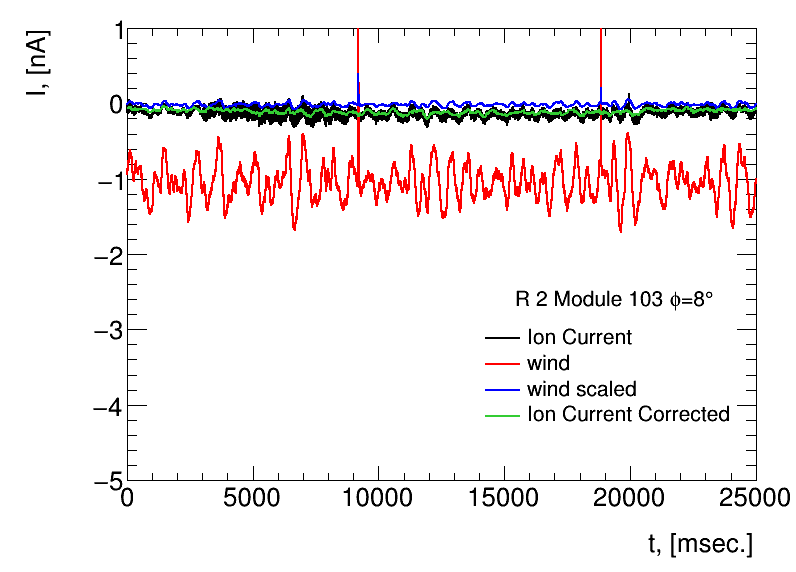 I, [nA]
1
0
−1
−2
−3
−4
−5
R 2 Module 103 ϕ=8°
Ion Current
wind
wind scaled
Ion Current Corrected
0 5000 10000 15000 20000 25000
t, [msec.]